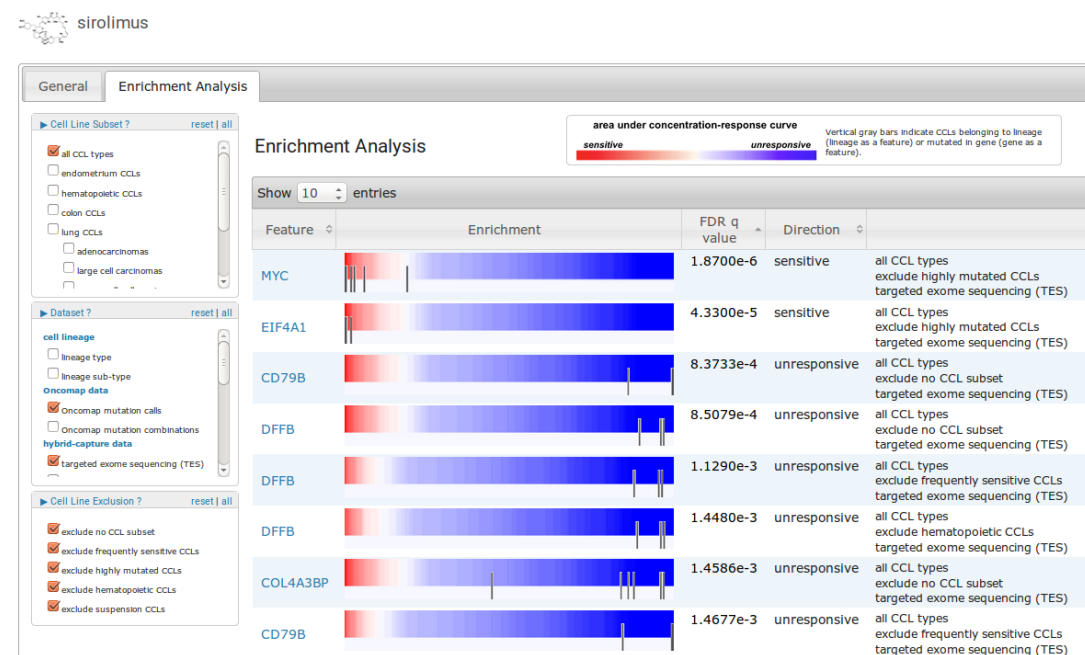 sirolimus
General
Enrichment Analysis
▶ Cell Line Subset ? reset | all
all CCL types
endometrium CCLs
hematopoietic CCLs
colon CCLs
lung CCLs
adenocarcinomas
large cell carcinomas
▶ Dataset ? reset | all
cell lineage
lineage type
lineage sub-type
Oncomap data
Oncomap mutation calls
Oncomap mutation combinations
hybrid-capture data
targeted exome sequencing (TES)
▶ Cell Line Exclusion ? reset | all
exclude no CCL subset
exclude frequently sensitive CCLs
exclude highly mutated CCLs
exclude hematopoietic CCLs
exclude suspension CCLs
Enrichment Analysis
area under concentration-response curve
sensitive unresponsive
Vertical gray bars indicate CCLs belonging to lineage
(lineage as a feature) or mutated in gene (gene as a
feature).
Show 10 entries
Feature Enrichment FDR q value Direction
MYC 1.8700e-6 sensitive all CCL types
exclude highly mutated CCLs
targeted exome sequencing (TES)
EIF4A1 4.3300e-5 sensitive all CCL types
exclude highly mutated CCLs
targeted exome sequencing (TES)
CD79B 8.3733e-4 unresponsive all CCL types
exclude no CCL subset
targeted exome sequencing (TES)
DFFB 8.5079e-4 unresponsive all CCL types
exclude no CCL subset
targeted exome sequencing (TES)
DFFB 1.1290e-3 unresponsive all CCL types
exclude frequently sensitive CCLs
targeted exome sequencing (TES)
DFFB 1.4480e-3 unresponsive all CCL types
exclude hematopoietic CCLs
targeted exome sequencing (TES)
COL4A3BP 1.4586e-3 unresponsive all CCL types
exclude no CCL subset
targeted exome sequencing (TES)
CD79B 1.4677e-3 unresponsive all CCL types
exclude frequently sensitive CCLs
targeted exome sequencing (TES)